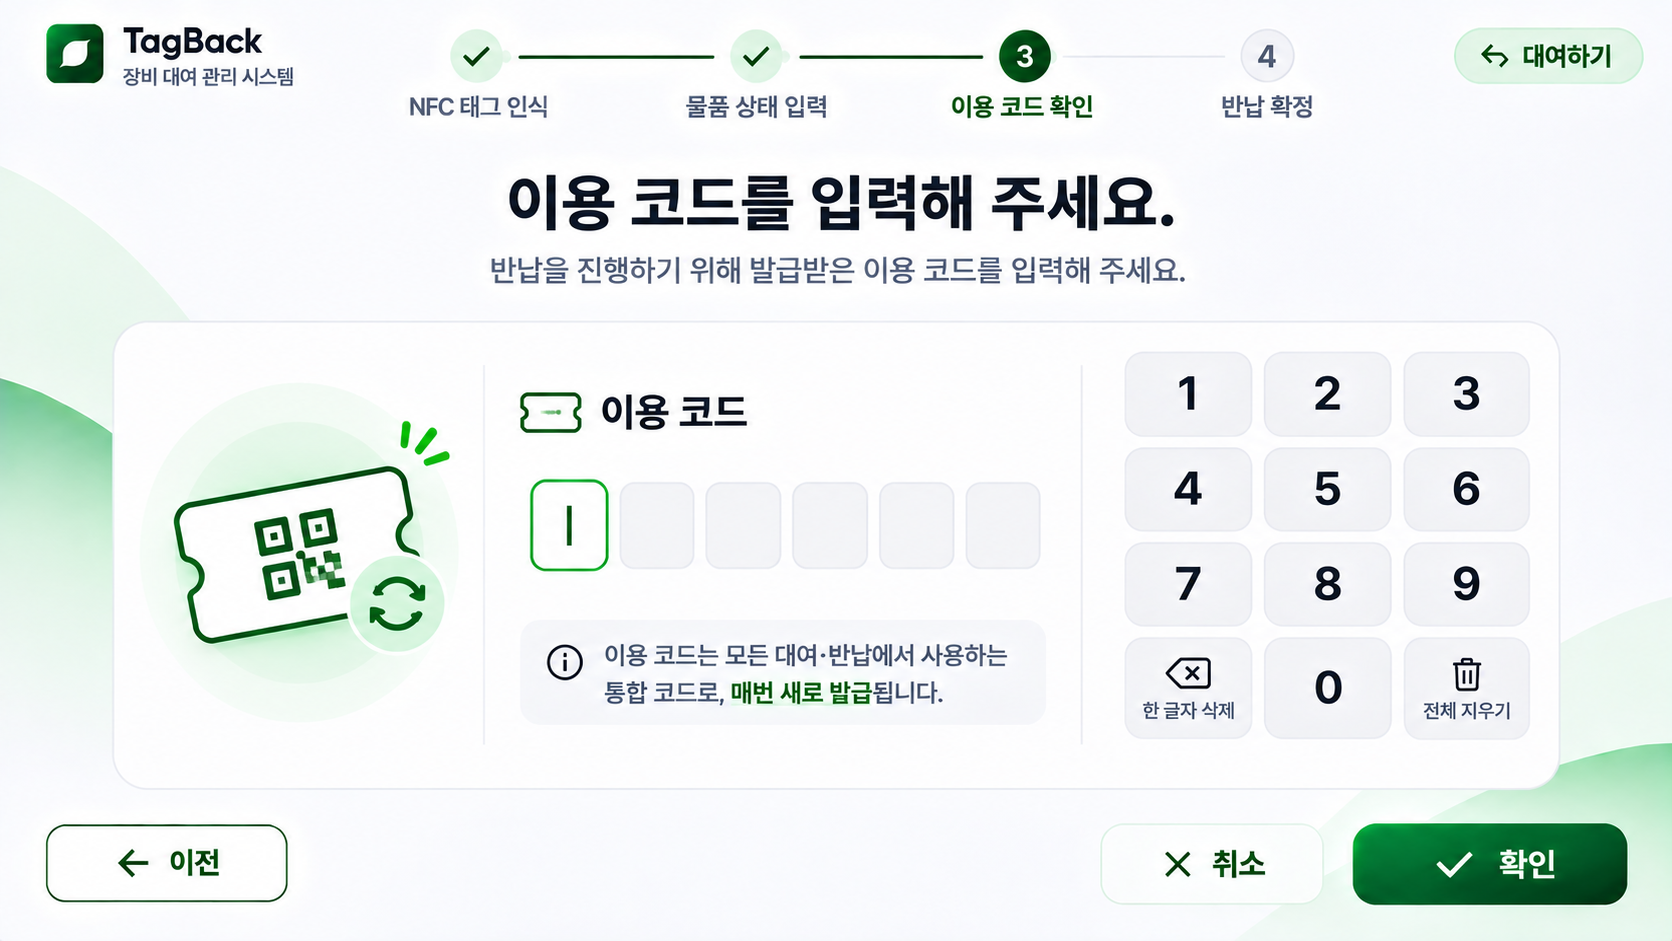 TagBack
장비 대여 관리 시스템
NFC 태그 인식
물품 상태 입력
3
이용 코드 확인
4
반납 확정
대여하기
이용 코드를 입력해 주세요.
반납을 진행하기 위해 발급받은 이용 코드를 입력해 주세요.
이용 코드
이용 코드는 모든 대여·반납에서 사용하는
통합 코드로, 매번 새로 발급됩니다.
1 2 3
4 5 6
7 8 9
한 글자 삭제 0 전체 지우기
이전
취소
확인